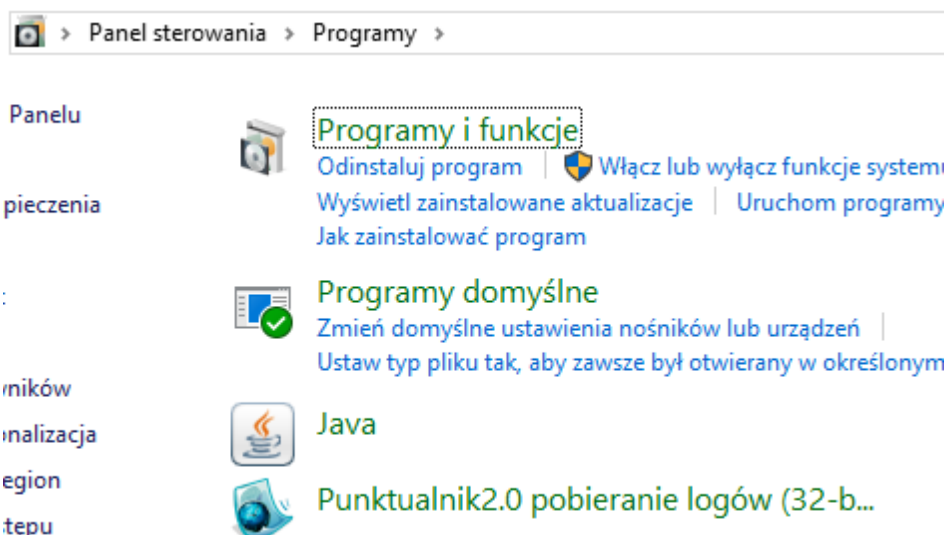 Panel sterowania > Programy >
Panelu
pieczenia
Programy i funkcje
Odinstaluj program | Włącz lub wyłącz funkcje systemu
Wyświetl zainstalowane aktualizacje | Uruchom programy
Jak zainstalować program
Programy domyślne
Zmień domyślne ustawienia nośników lub urządzeń |
Ustaw typ pliku tak, aby zawsze był otwierany w określonym
wników
onalizacja
egion
stępu
Java
Punktualnik2.0 pobieranie logów (32-b...